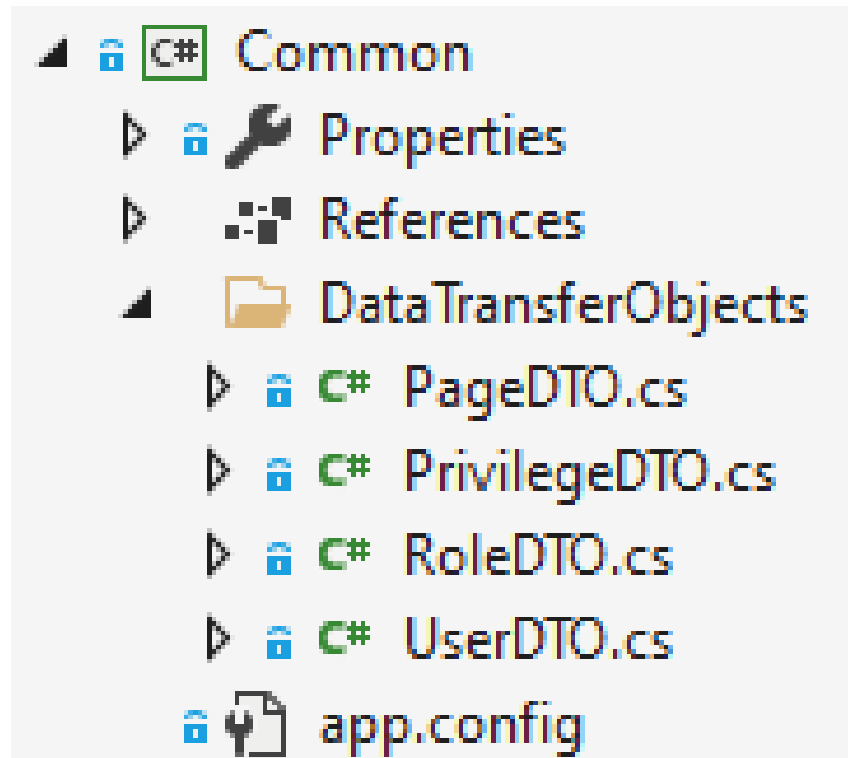 C# Common
Properties
References
DataTransferObjects
C# PageDTO.cs
C# PrivilegeDTO.cs
C# RoleDTO.cs
C# UserDTO.cs
app.config